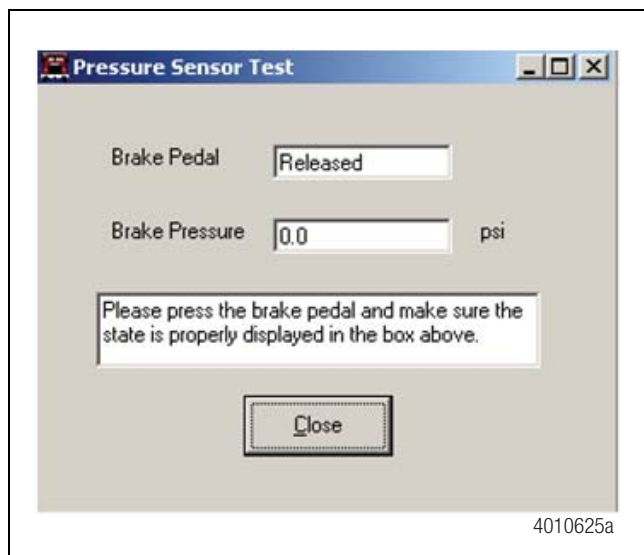 Pressure Sensor Test
Brake Pedal Released
Brake Pressure 0.0 psi
Please press the brake pedal and make sure the
state is properly displayed in the box above.
Close
4010625a